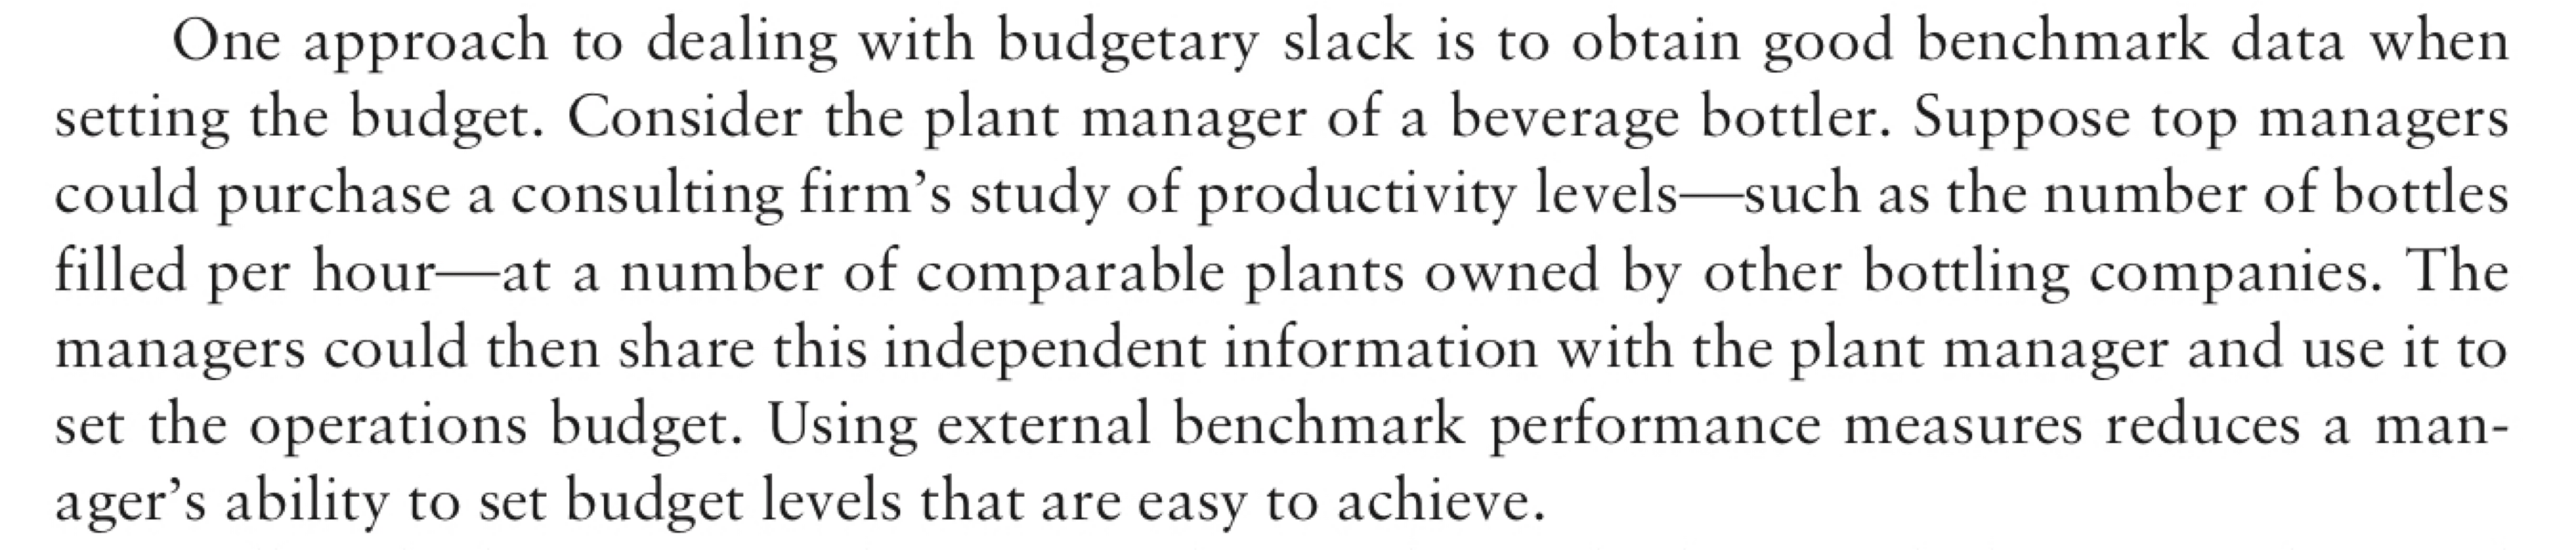 One approach to dealing with budgetary slack is to obtain good benchmark data when
setting the budget. Consider the plant manager of a beverage bottler. Suppose top managers
could purchase a consulting firm’s study of productivity levels—such as the number of bottles
filled per hour—at a number of comparable plants owned by other bottling companies. The
managers could then share this independent information with the plant manager and use it to
set the operations budget. Using external benchmark performance measures reduces a man-
ager’s ability to set budget levels that are easy to achieve.